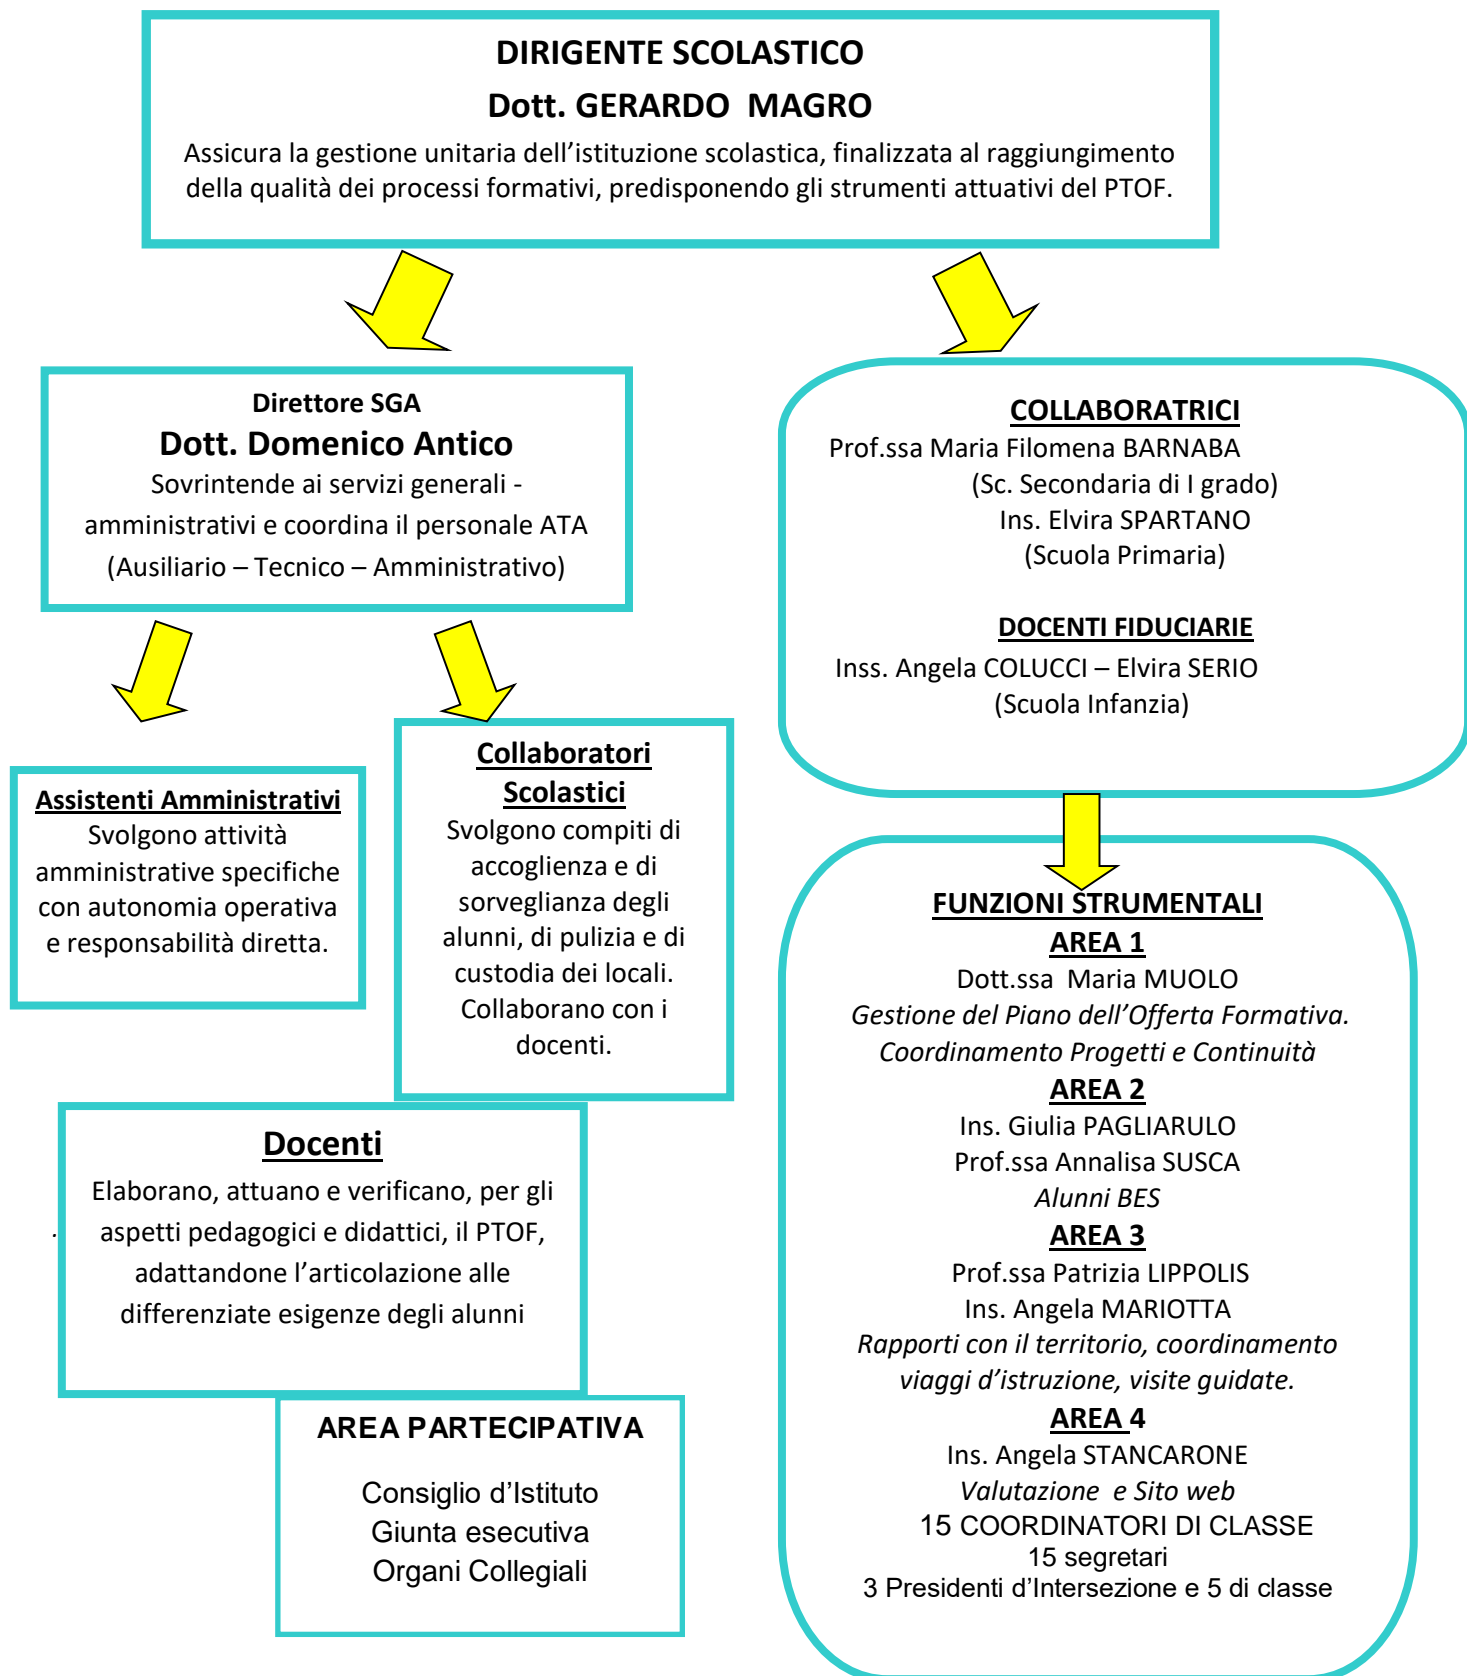 DIRIGENTE SCOLASTICO
Dott. GERARDO  MAGRO
Assicura la gestione unitaria dell’istituzione scolastica, finalizzata al raggiungimento
della qualità dei processi formativi, predisponendo gli strumenti attuativi del PTOF.
Direttore SGA
Dott. Domenico Antico
Sovrintende ai servizi generali -
amministrativi e coordina il personale ATA
(Ausiliario – Tecnico – Amministrativo)
COLLABORATRICI
Prof.ssa Maria Filomena BARNABA
(Sc. Secondaria di I grado)
Ins. Elvira SPARTANO
(Scuola Primaria)
DOCENTI FIDUCIARIE
Inss. Angela COLUCCI – Elvira SERIO
(Scuola Infanzia)
Assistenti Amministrativi
Svolgono attività
amministrative specifiche
con autonomia operativa
e responsabilità diretta.
Collaboratori
Scolastici
Svolgono compiti di
accoglienza e di
sorveglianza degli
alunni, di pulizia e di
custodia dei locali.
Collaborano con i
docenti.
Docenti
Elaborano, attuano e verificano, per gli
aspetti pedagogici e didattici, il PTOF,
adattandone l’articolazione alle
differenziate esigenze degli alunni
.
AREA PARTECIPATIVA
Consiglio d’Istituto
Giunta esecutiva
Organi Collegiali
FUNZIONI STRUMENTALI
AREA 1
Dott.ssa  Maria MUOLO
Gestione del Piano dell’Offerta Formativa.
Coordinamento Progetti e Continuità
AREA 2
Ins. Giulia PAGLIARULO
Prof.ssa Annalisa SUSCA
Alunni BES
AREA 3
Prof.ssa Patrizia LIPPOLIS
Ins. Angela MARIOTTA
Rapporti con il territorio, coordinamento
viaggi d’istruzione, visite guidate.
AREA 4
Ins. Angela STANCARONE
Valutazione  e Sito web
15 COORDINATORI DI CLASSE
15 segretari
3 Presidenti d’Intersezione e 5 di classe